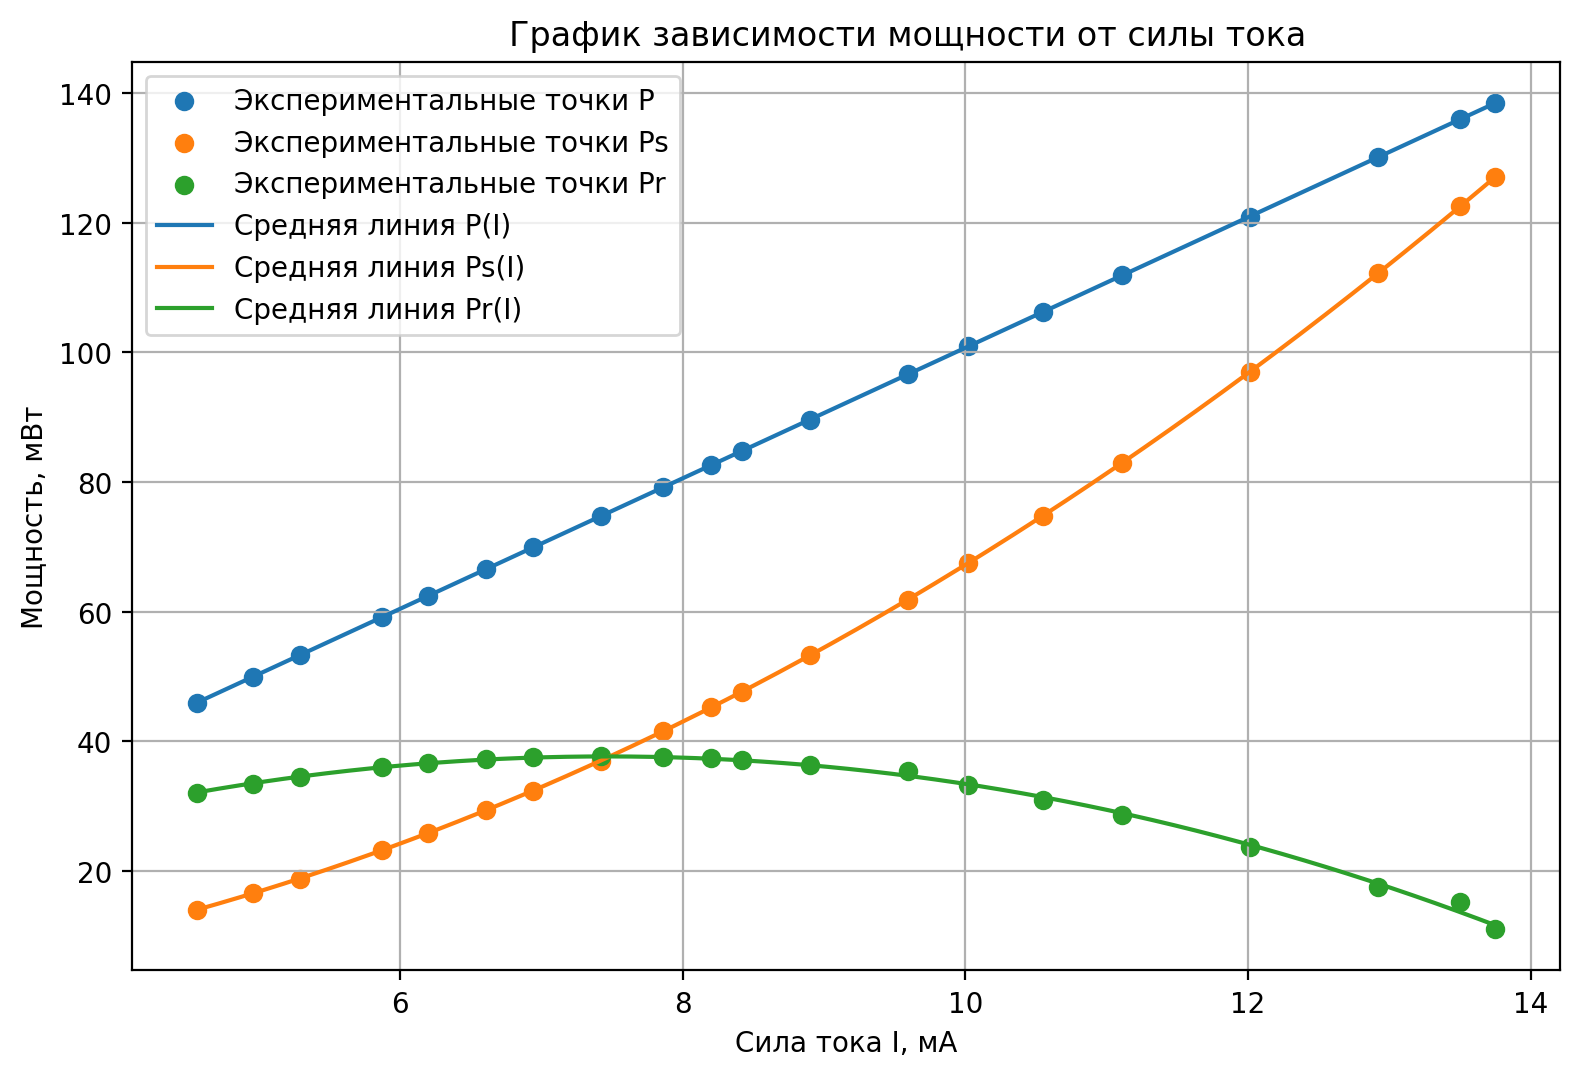 График зависимости мощности от силы тока
Экспериментальные точки P
Экспериментальные точки Ps
Экспериментальные точки Pr
Средняя линия P(I)
Средняя линия Ps(I)
Средняя линия Pr(I)
140
120
100
80
60
40
20
Мощность, мВт
6
8
10
12
14
Сила тока I, мА